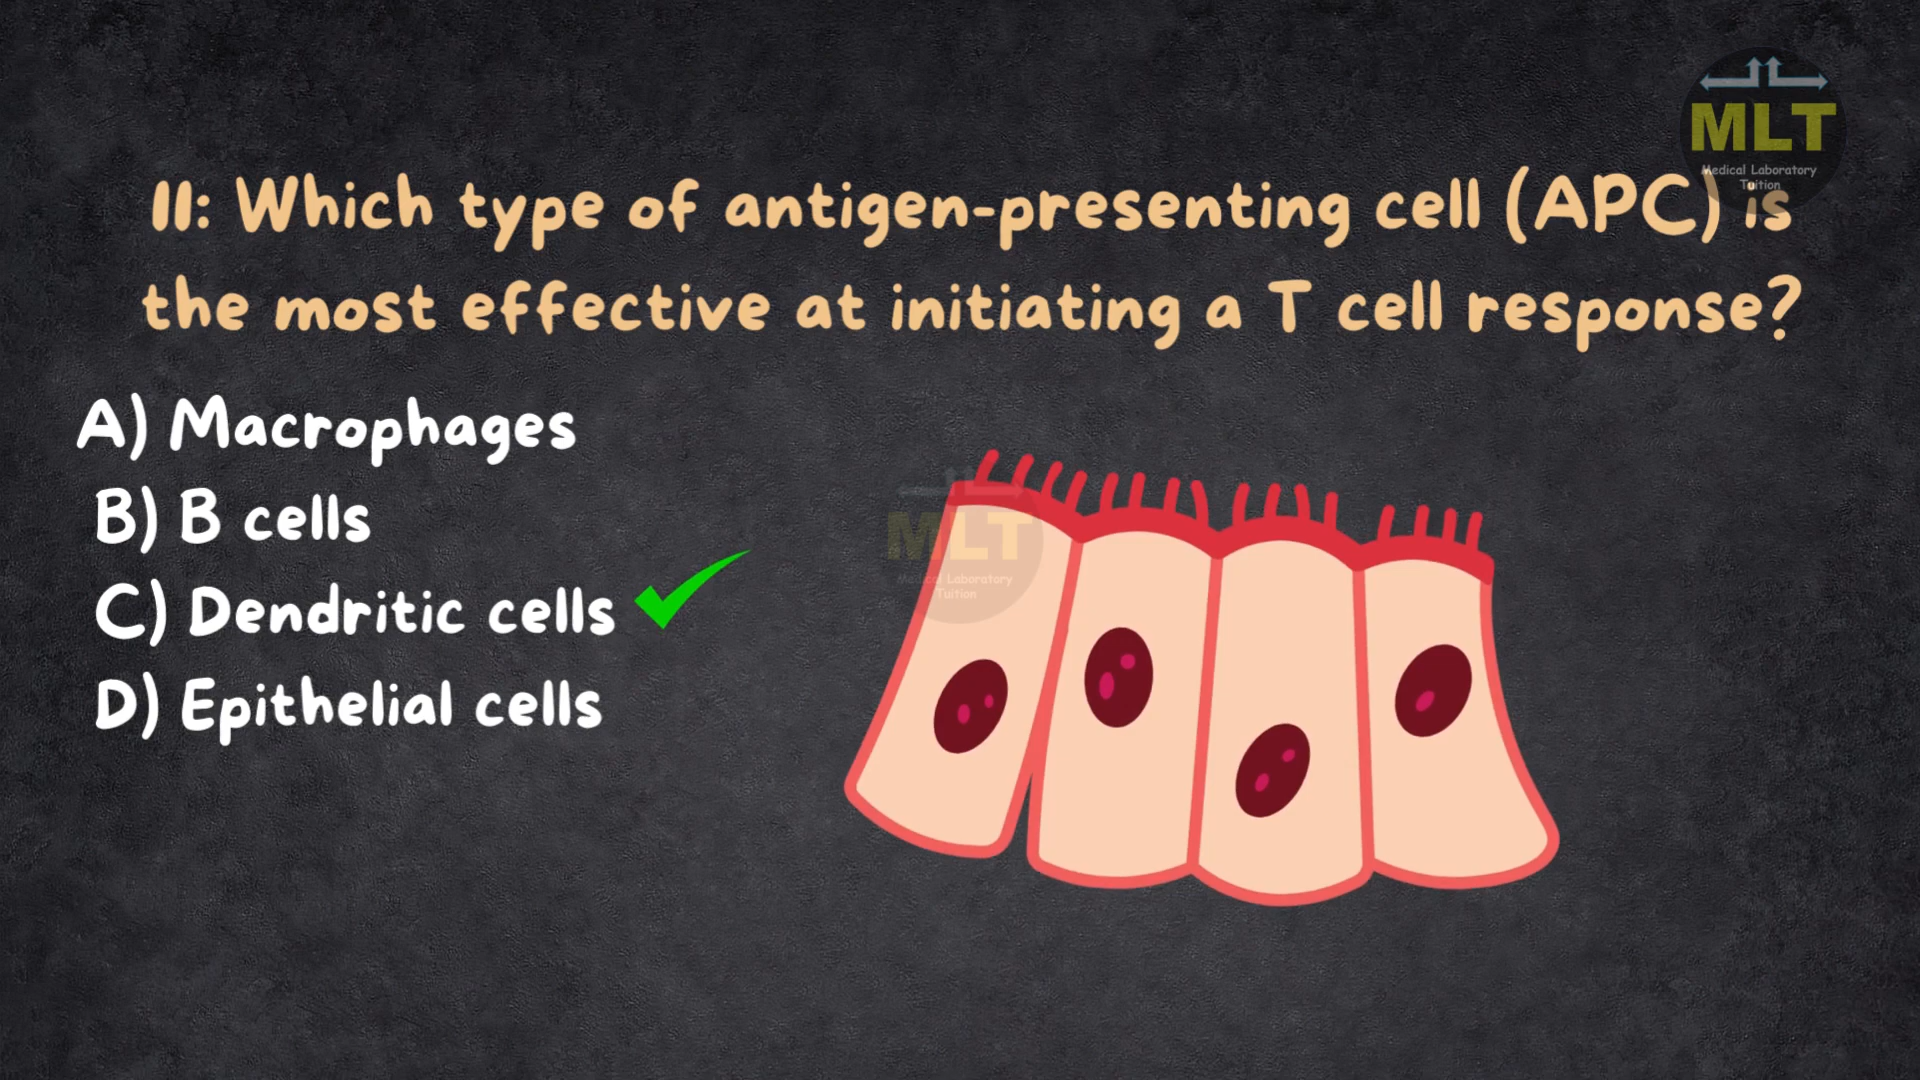 MLT
Medical Laboratory
Tuition
11: Which type of antigen-presenting cell (APC) is
the most effective at initiating a T cell response?
A) Macrophages
B) B cells
C) Dendritic cells
D) Epithelial cells
MLT
Medical Laboratory
Tuition